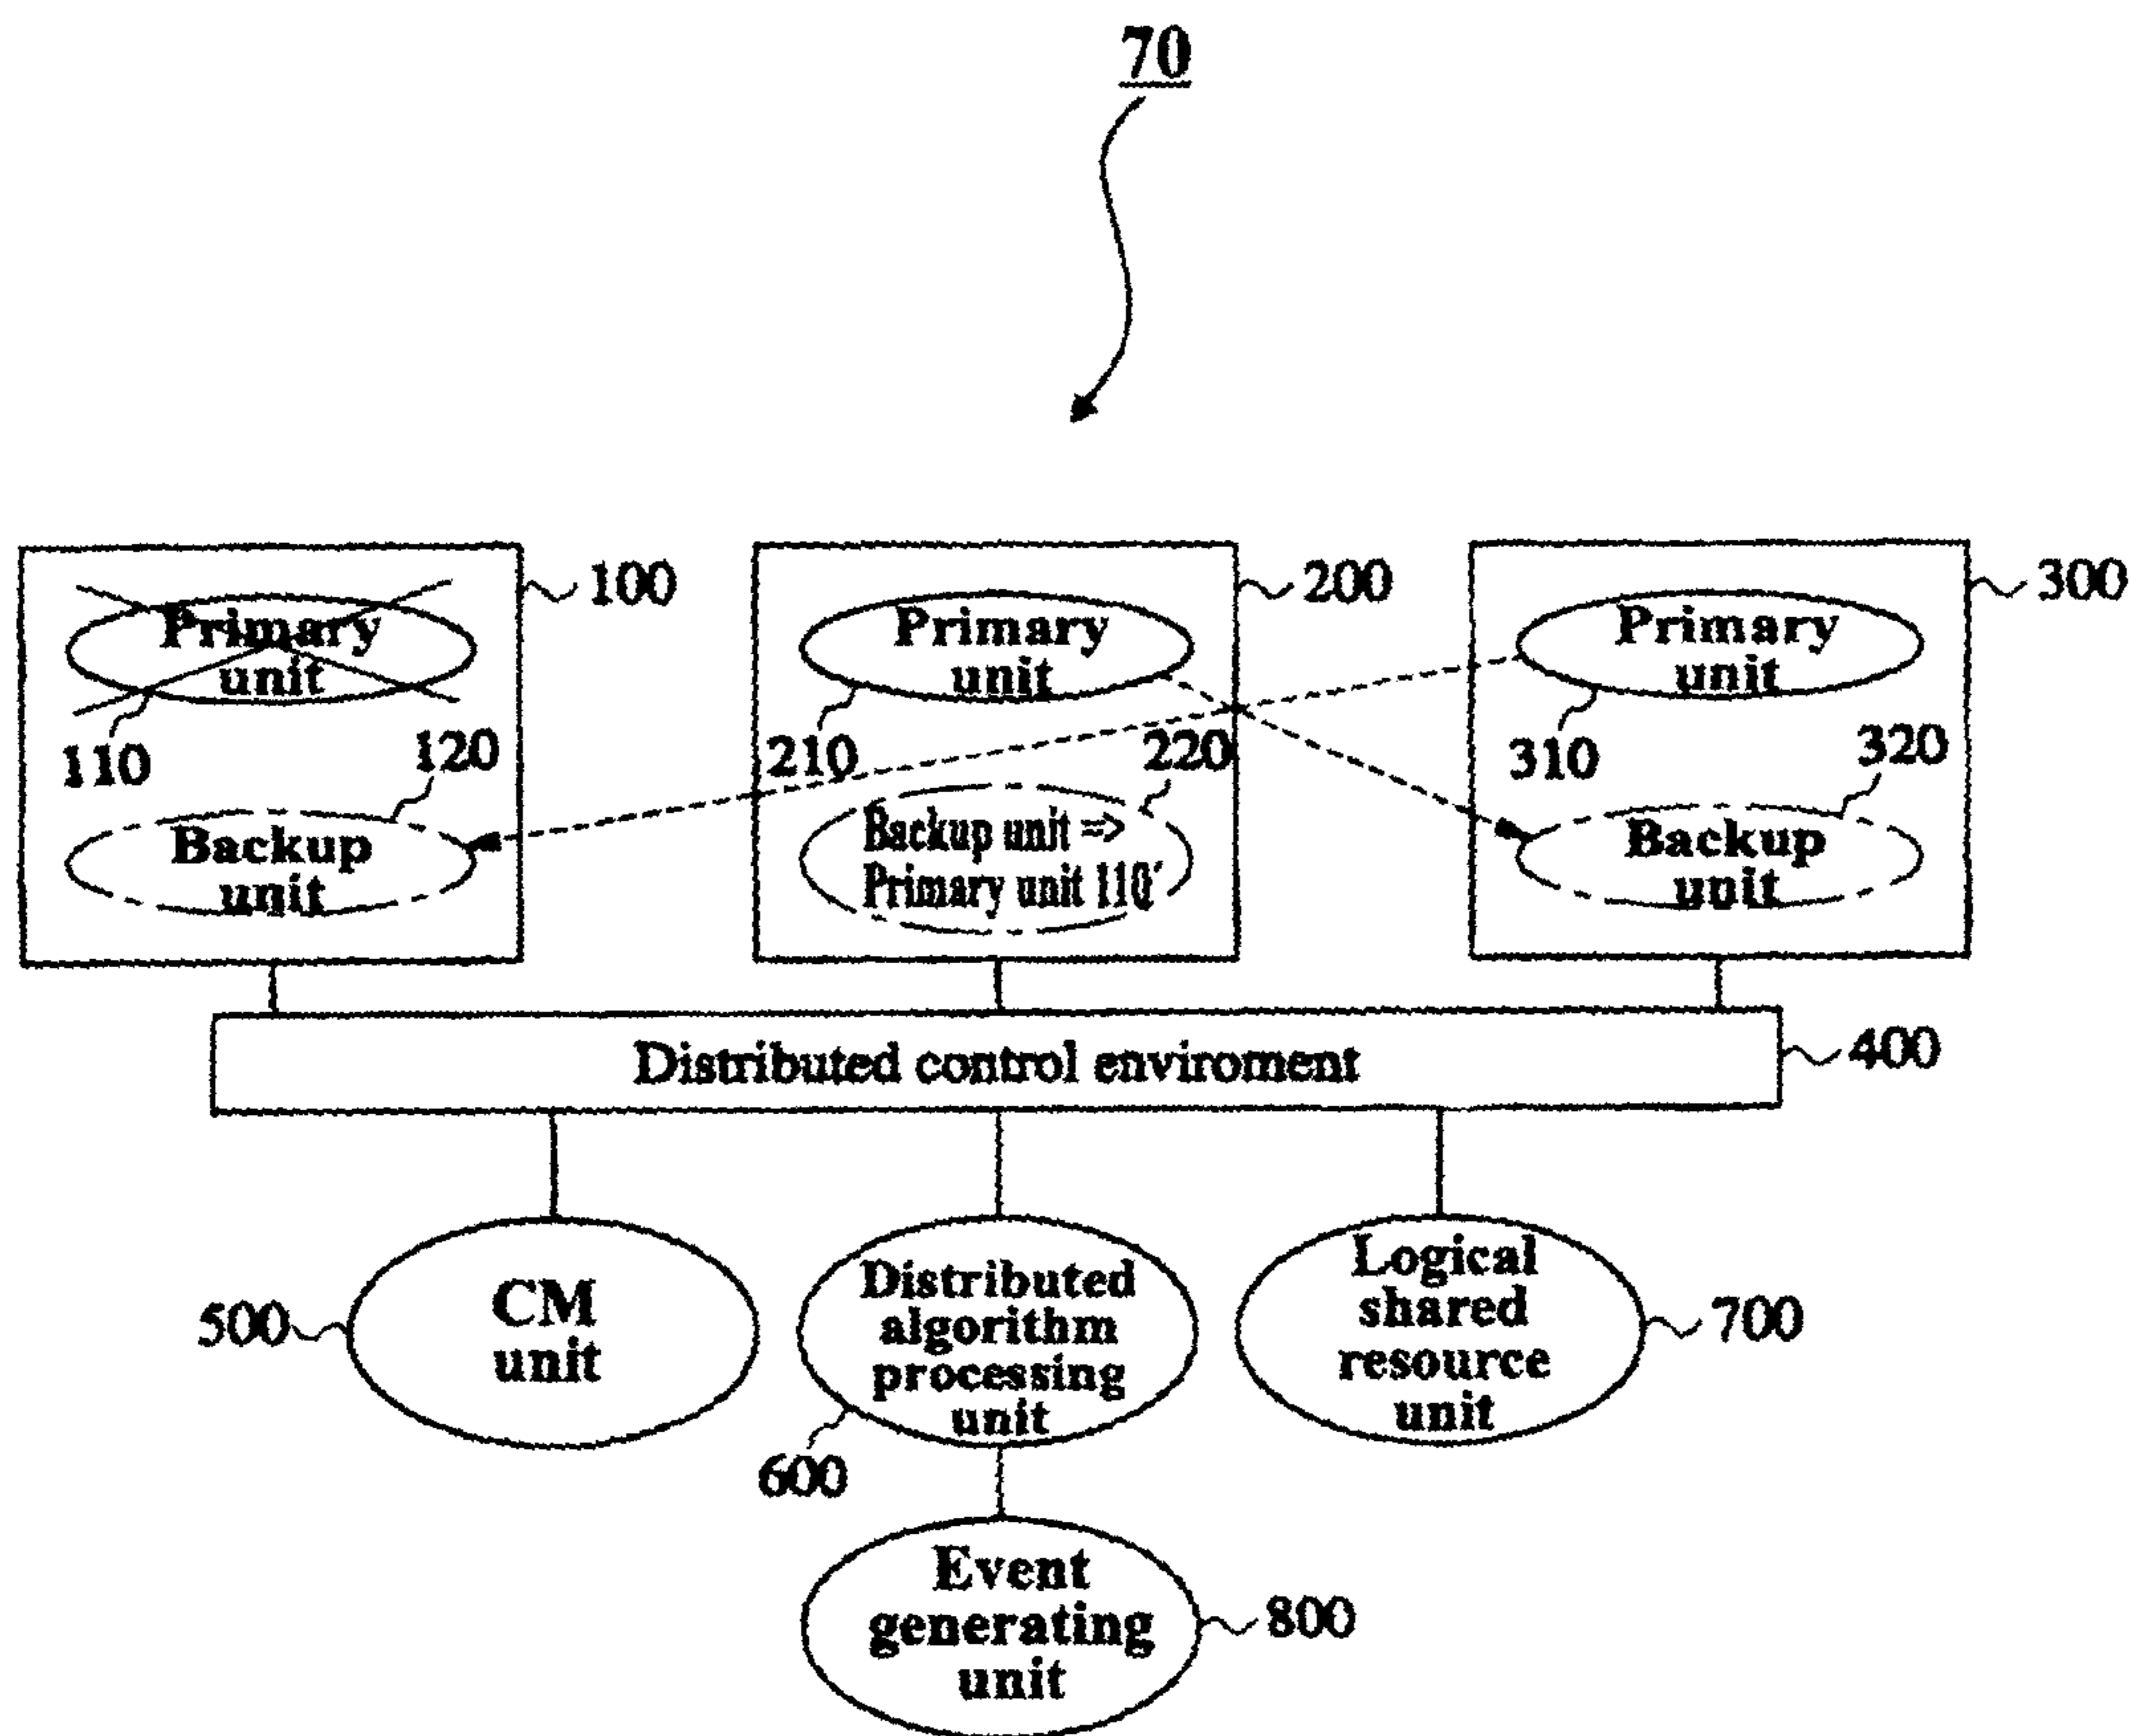 70
100
200
300
Primary
unit
Primary
unit
Primary
unit
110
120
210
220
310
320
Backup
unit
Backup unit =>
Primary unit 110′
Backup
unit
Distributed control enviroment
400
CM
unit
500
Distributed
algorithm
processing
unit
600
Logical
shared
resource
unit
700
Event
generating
unit
800